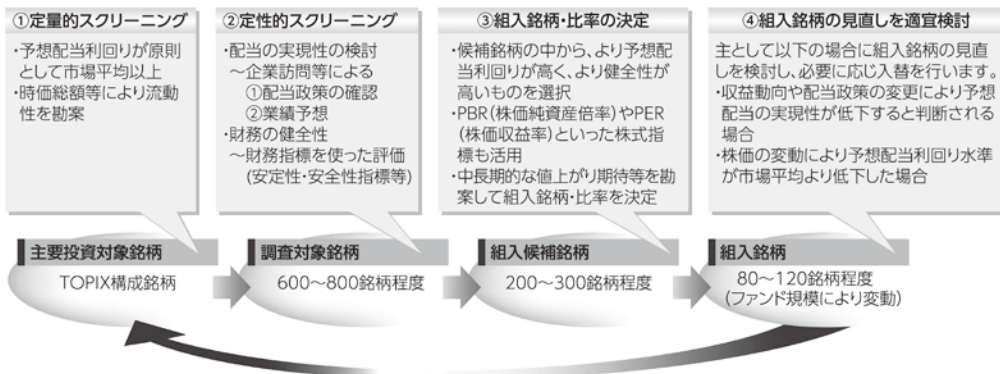 ①定量的スクリーニング
・予想配当利回りが原則
として市場平均以上
・時価総額等により流動
性を勘案
②定性的スクリーニング
・配当の実現性の検討
～企業訪問等による
①配当政策の確認
②業績予想
・財務の健全性
～財務指標を使った評価
(安定性・安全性指標等)
③組入銘柄・比率の決定
・候補銘柄の中から、より予想配
当利回りが高く、より健全性が
高いものを選択
・PBR(株価純資産倍率)やPER
(株価収益率)といった株式指
標も活用
・中長期的な値上がり期待等を勘
案して組入銘柄・比率を決定
④組入銘柄の見直しを適宜検討
主として以下の場合に組入銘柄の見直
しを検討し、必要に応じ入替を行います。
・収益動向や配当政策の変更により予想
配当の実現性が低下すると判断される
場合
・株価の変動により予想配当利回り水準
が市場平均より低下した場合
主要投資対象銘柄
TOPIX構成銘柄
調査対象銘柄
600～800銘柄程度
組入候補銘柄
200～300銘柄程度
組入銘柄
80～120銘柄程度
(ファンド規模により変動)